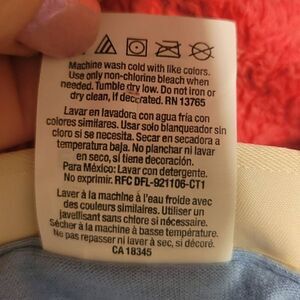 Machine wash cold with like colors.
Use only non-chlorine bleach when
needed. Tumble dry low. Do not iron or
dry clean, if decorated. RN 13765
Lavar en lavadora con agua fría con
colores similares. Usar solo blanqueador sin
cloro si se necesita. Secar en secadora a
temperatura baja. No planchar ni lavar
en seco, si tiene decoración.
Para México: Lavar con detergente.
No exprimir. RFC DFL-921106-CT1
Laver à la machine à l'eau froide avec
des couleurs similaires. Utiliser un
javellisant sans chlore si nécessaire.
Sécher à la machine à basse température.
Ne pas repasser ni laver à sec, si décoré.
CA 18345